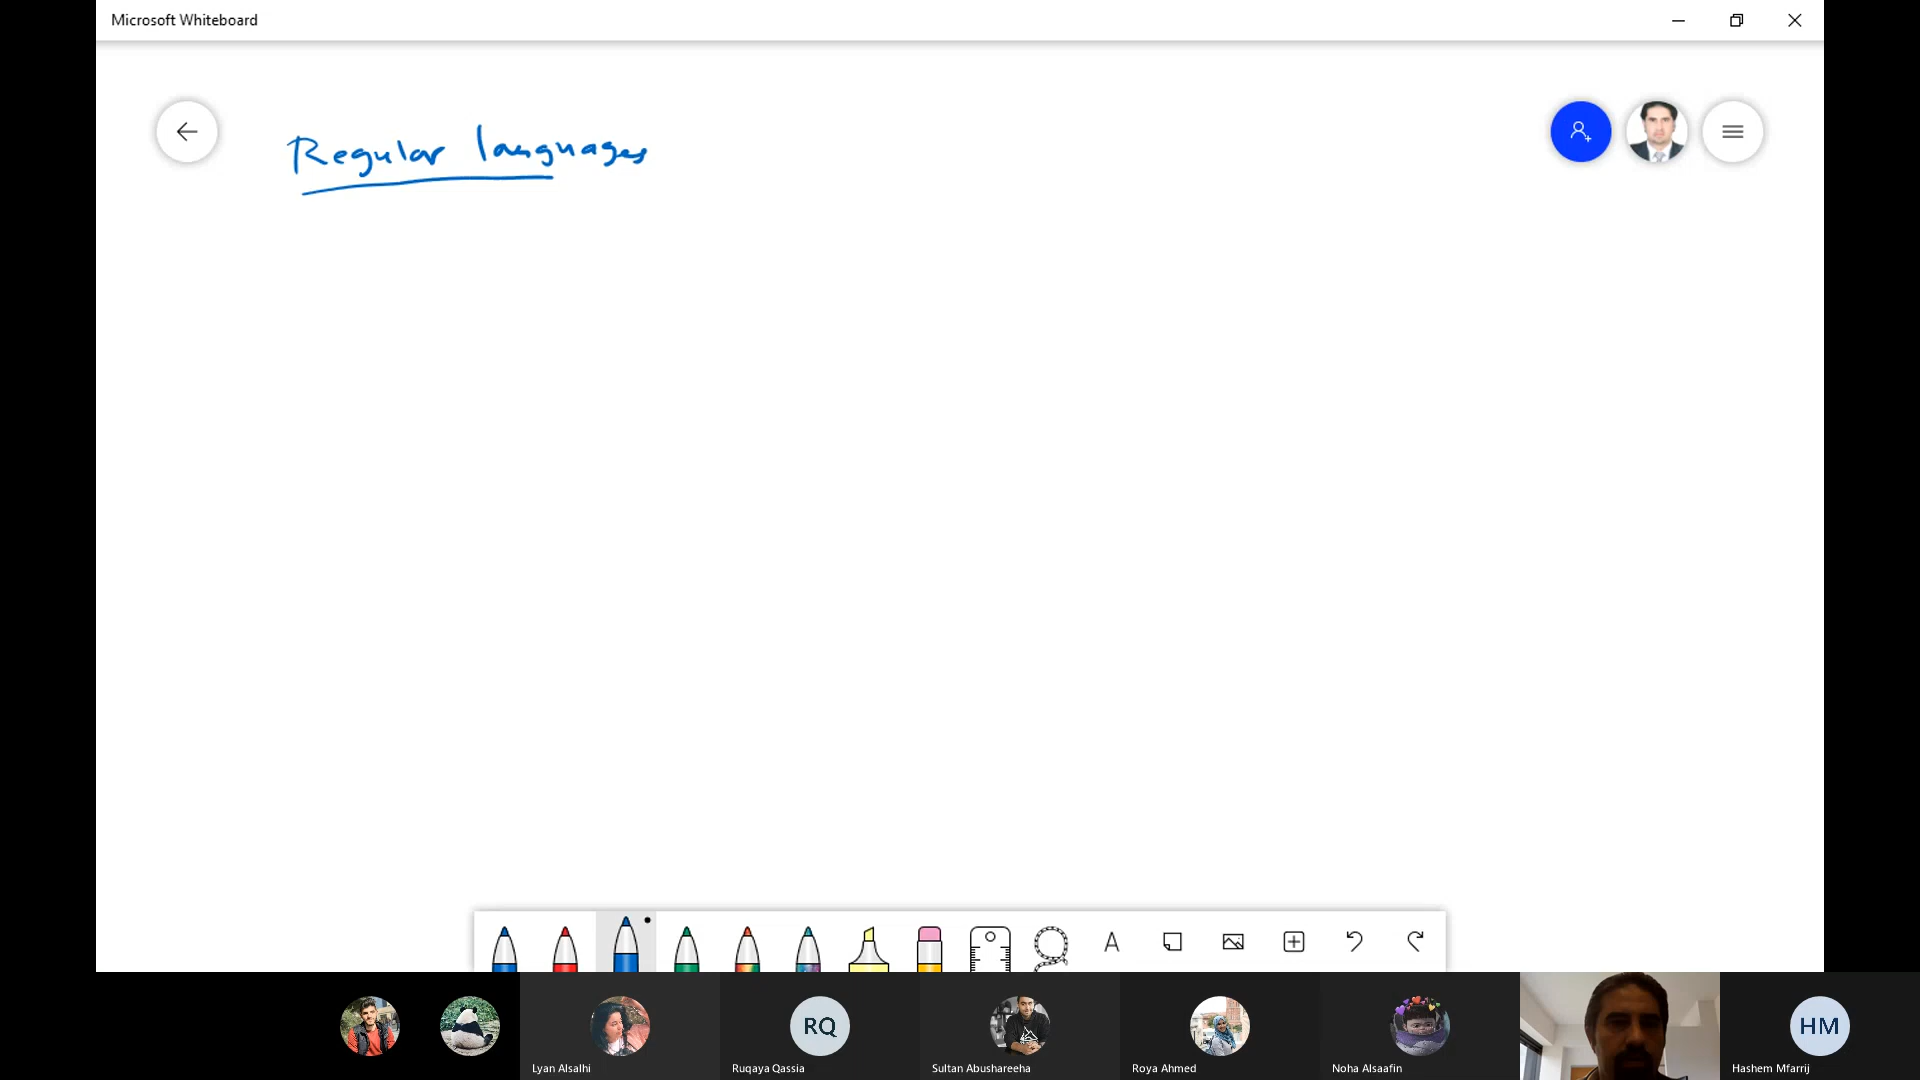 Microsoft Whiteboard
Regular languages
A
RQ
HM
Lyan Alsalhi
Ruqaya Qassia
Sultan Abushareeha
Roya Ahmed
Noha Alsaafin
Hashem Mfarrij